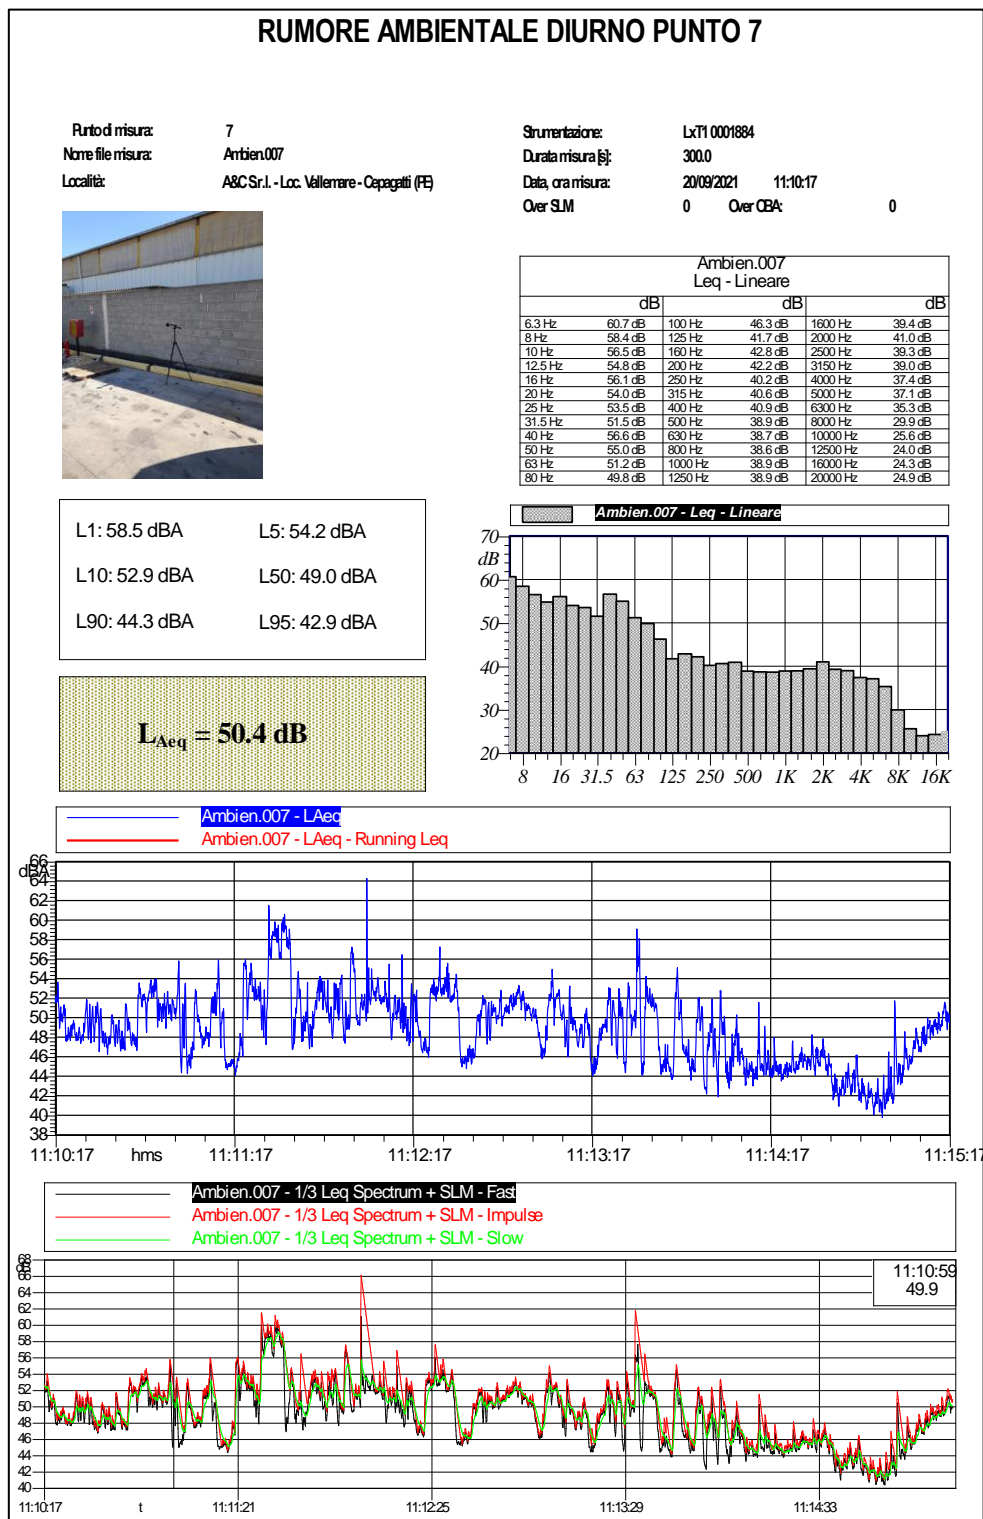 RUMORE AMBIENTALE DIURNO PUNTO 7
Punto di misura: 7
Nome file misura: Ambien.007
Località: A&C S.r.l. - Loc. Vallemare - Cepagatti (PE)
Strumentazione: LxT1 0001884
Durata misura [s]: 300.0
Data, ora misura: 20/09/2021 11:10:17
Over SLM 0 Over OBA: 0
Ambien.007
Leq - Lineare
dB dB dB
6.3 Hz 60.7 dB 100 Hz 46.3 dB 1600 Hz 39.4 dB
8 Hz 58.4 dB 125 Hz 41.7 dB 2000 Hz 41.0 dB
10 Hz 56.5 dB 160 Hz 42.8 dB 2500 Hz 39.3 dB
12.5 Hz 54.8 dB 200 Hz 42.2 dB 3150 Hz 39.0 dB
16 Hz 56.1 dB 250 Hz 40.2 dB 4000 Hz 37.4 dB
20 Hz 54.0 dB 315 Hz 40.6 dB 5000 Hz 37.1 dB
25 Hz 53.5 dB 400 Hz 40.9 dB 6300 Hz 35.3 dB
31.5 Hz 51.5 dB 500 Hz 38.9 dB 8000 Hz 29.9 dB
40 Hz 56.6 dB 630 Hz 38.7 dB 10000 Hz 25.6 dB
50 Hz 55.0 dB 800 Hz 38.6 dB 12500 Hz 24.0 dB
63 Hz 51.2 dB 1000 Hz 38.9 dB 16000 Hz 24.3 dB
80 Hz 49.8 dB 1250 Hz 38.9 dB 20000 Hz 24.9 dB
L1: 58.5 dBA L5: 54.2 dBA
L10: 52.9 dBA L50: 49.0 dBA
L90: 44.3 dBA L95: 42.9 dBA
LAeq = 50.4 dB
Ambien.007 - Leq - Lineare
70
dB
60
50
40
30
20
8 16 31.5 63 125 250 500 1K 2K 4K 8K 16K
Ambien.007 - LAeq
Ambien.007 - LAeq - Running Leq
66
dBA
64
62
60
58
56
54
52
50
48
46
44
42
40
38
11:10:17 hms 11:11:17 11:12:17 11:13:17 11:14:17 11:15:17
Ambien.007 - 1/3 Leq Spectrum + SLM - Fast
Ambien.007 - 1/3 Leq Spectrum + SLM - Impulse
Ambien.007 - 1/3 Leq Spectrum + SLM - Slow
68
dB
66
64
62
60
58
56
54
52
50
48
46
44
42
40
11:10:59
49.9
11:10:17 t 11:11:21 11:12:25 11:13:29 11:14:33